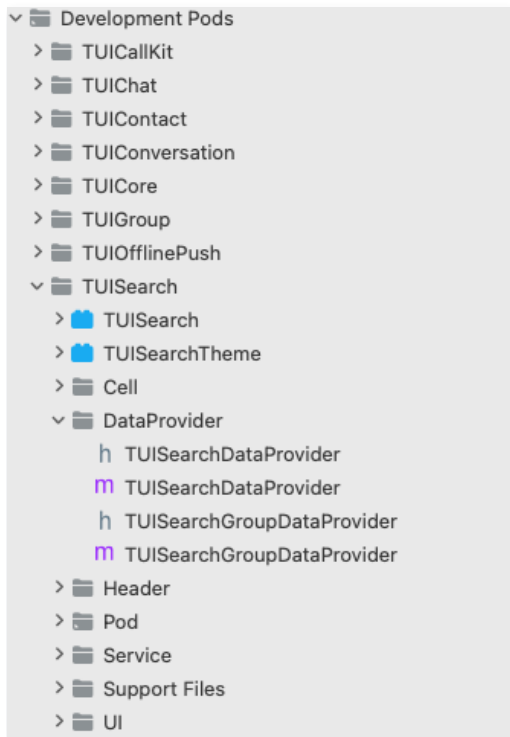 Development Pods
TUICallKit
TUIChat
TUIContact
TUIConversation
TUICore
TUIGroup
TUIOfflinePush
TUISearch
TUISearch
TUISearchTheme
Cell
DataProvider
h TUISearchDataProvider
m TUISearchDataProvider
h TUISearchGroupDataProvider
m TUISearchGroupDataProvider
Header
Pod
Service
Support Files
UI